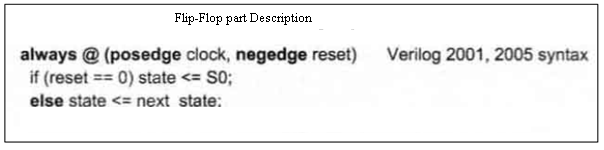 Flip-Flop part Description
always @ (posedge clock, negedge reset) Verilog 2001, 2005 syntax
if (reset == 0) state <= S0;
else state <= next state: